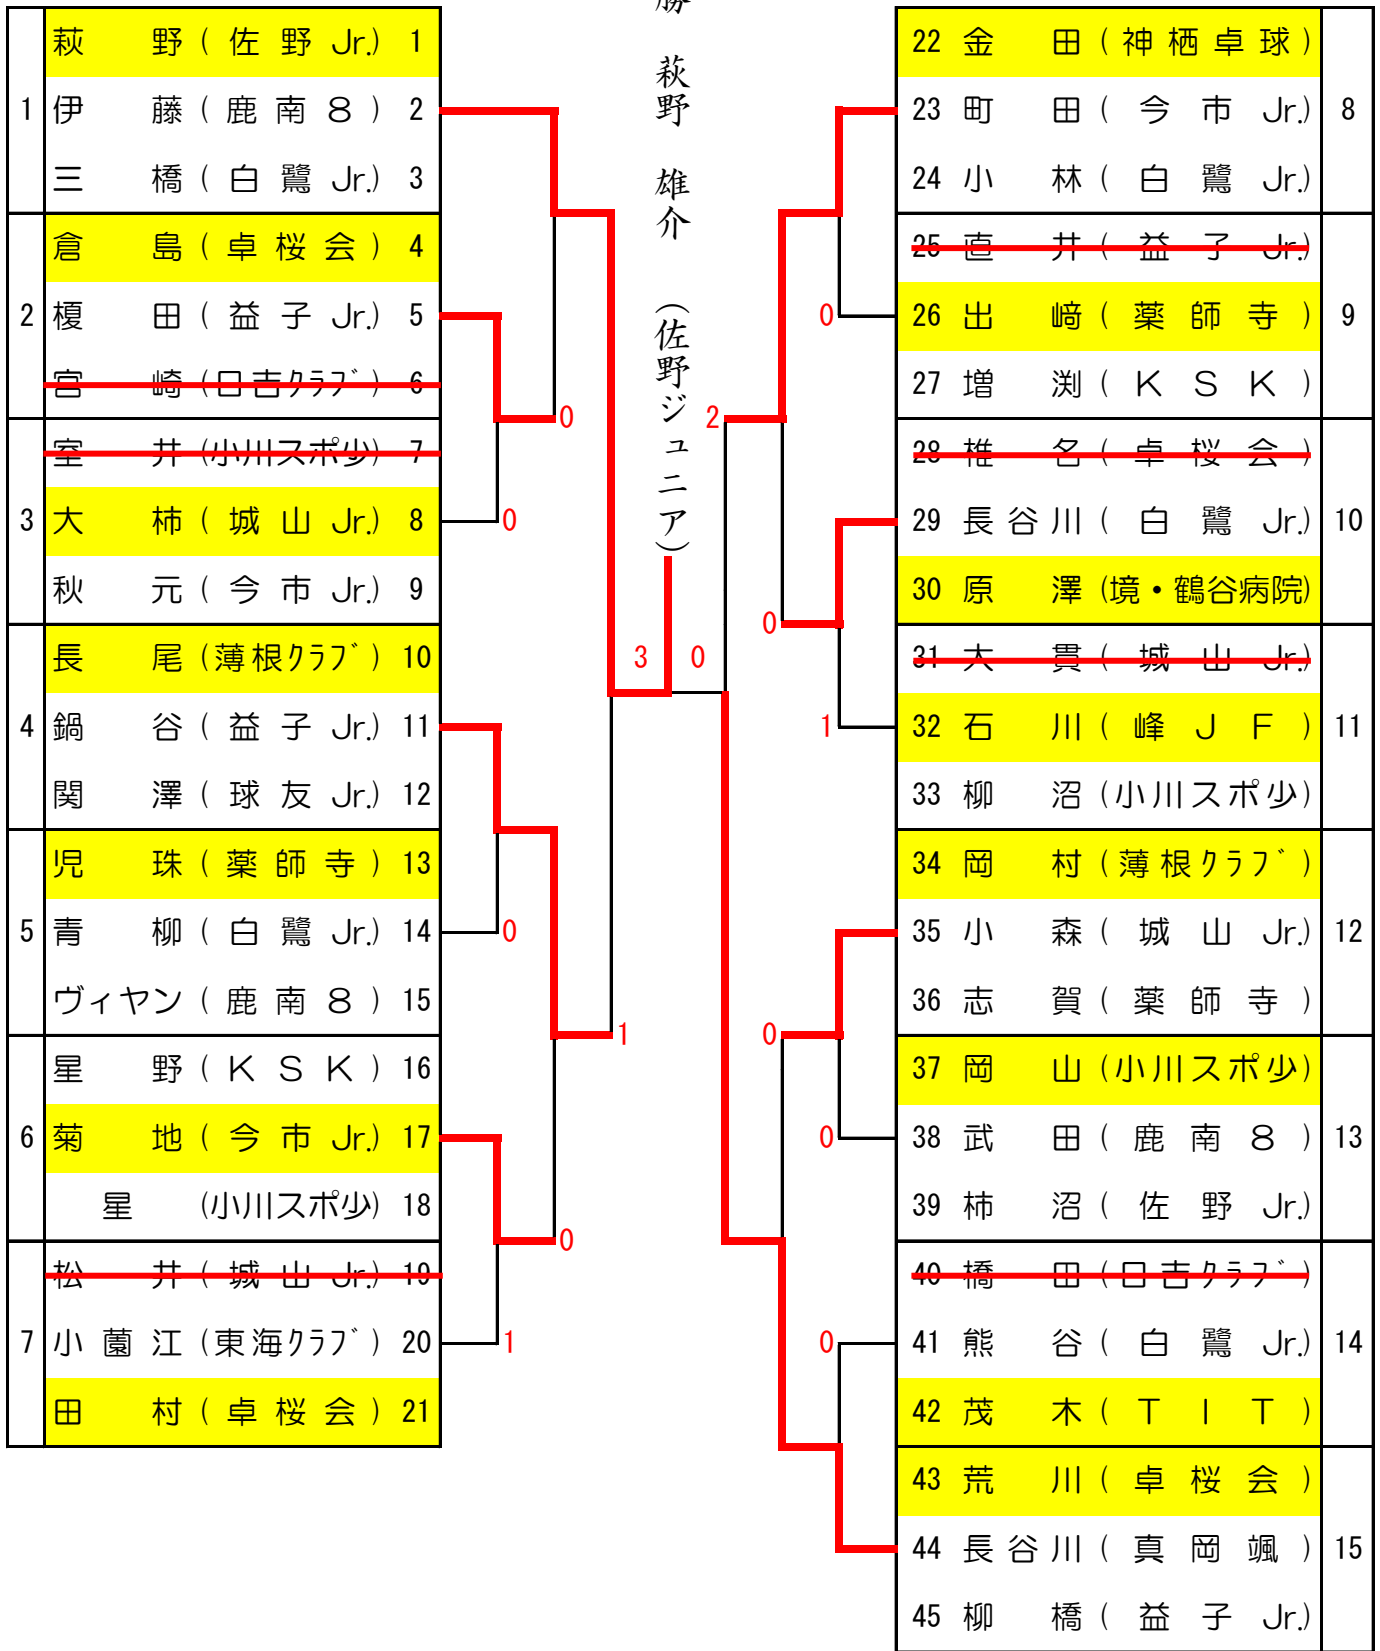 1
萩野(佐野Jr.) 1
伊藤(鹿南8) 2
三橋(白鷺Jr.) 3
2
倉島(卓桜会) 4
榎田(益子Jr.) 5
宮崎(日吉クラブ) 6
3
室井(小川スポ少) 7
大柿(城山Jr.) 8
秋元(今市Jr.) 9
4
長尾(薄根クラブ) 10
鍋谷(益子Jr.) 11
関澤(球友Jr.) 12
5
児珠(薬師寺) 13
青柳(白鷺Jr.) 14
ヴィヤン(鹿南8) 15
6
星野(KSK) 16
菊地(今市Jr.) 17
星(小川スポ少) 18
7
松井(城山Jr.) 19
小薗江(東海クラブ) 20
田村(卓桜会) 21
0
0
0
1
0
1
萩野 雄介 (佐野ジュニア)
3 0
2
0
0
1
0
0
0
22 金田(神栖卓球)
23 町田(今市Jr.)
24 小林(白鷺Jr.)
8
25 直井(益子Jr.)
26 出﨑(薬師寺)
27 増渕(KSK)
9
28 椎名(卓桜会)
29 長谷川(白鷺Jr.)
30 原澤(境・鶴谷病院)
10
31 大貫(城山Jr.)
32 石川(峰JF)
33 柳沼(小川スポ少)
11
34 岡村(薄根クラブ)
35 小森(城山Jr.)
36 志賀(薬師寺)
12
37 岡山(小川スポ少)
38 武田(鹿南8)
39 柿沼(佐野Jr.)
13
40 橋田(日吉クラブ)
41 熊谷(白鷺Jr.)
42 茂木(TIT)
14
43 荒川(卓桜会)
44 長谷川(真岡颯)
45 柳橋(益子Jr.)
15